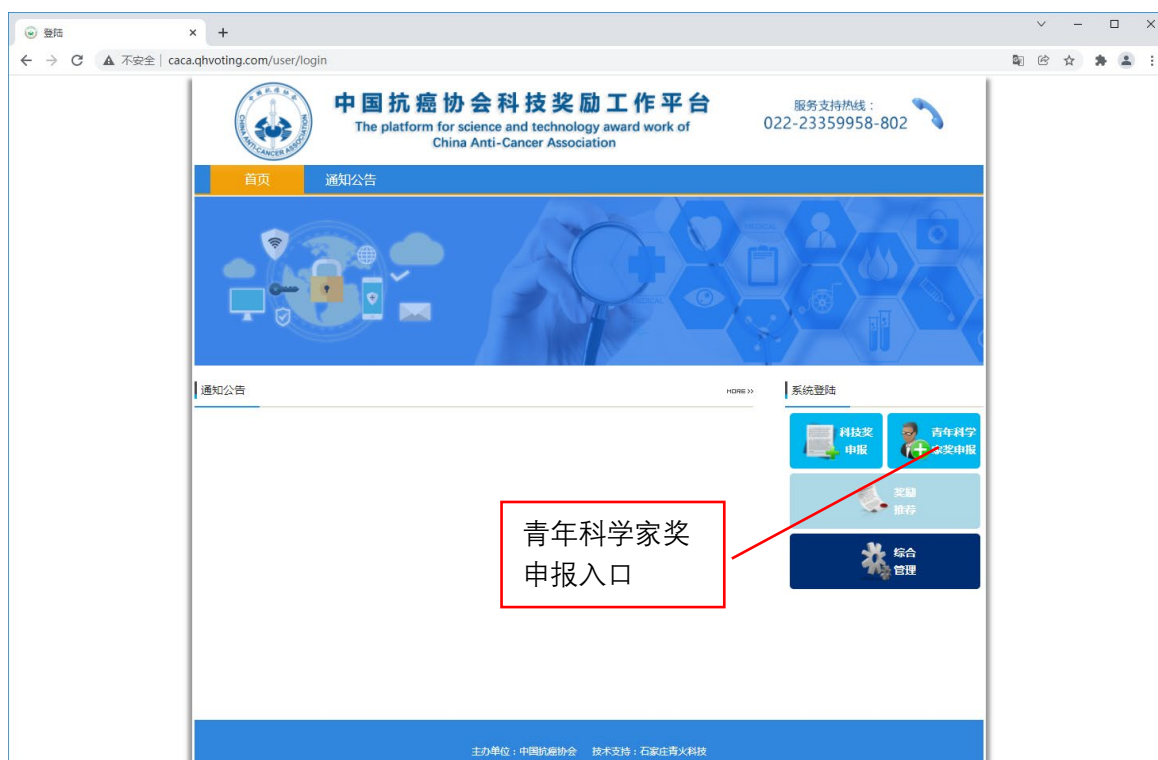 登陆
不安全
caca.qhvoting.com/user/login
中国抗癌协会科技奖励工作平台
The platform for science and technology award work of
China Anti-Cancer Association
服务支持热线：
022-23359958-802
首页 通知公告
通知公告
MORE >>
系统登陆
科技奖
申报
青年科学
家奖申报
奖励
推荐
综合
管理
青年科学家奖
申报入口
主办单位：中国抗癌协会 技术支持：石家庄青火科技